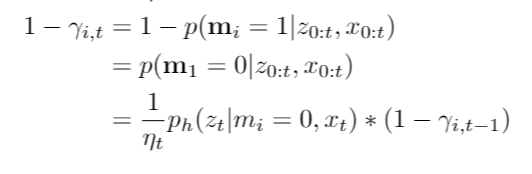 1 − γ_{i,t} = 1 − p(𝐦_i = 1|z_{0:t}, x_{0:t})
= p(𝐦_1 = 0|z_{0:t}, x_{0:t})
= \frac{1}{η_t} p_h(z_t|m_i = 0, x_t) * (1 − γ_{i,t−1})